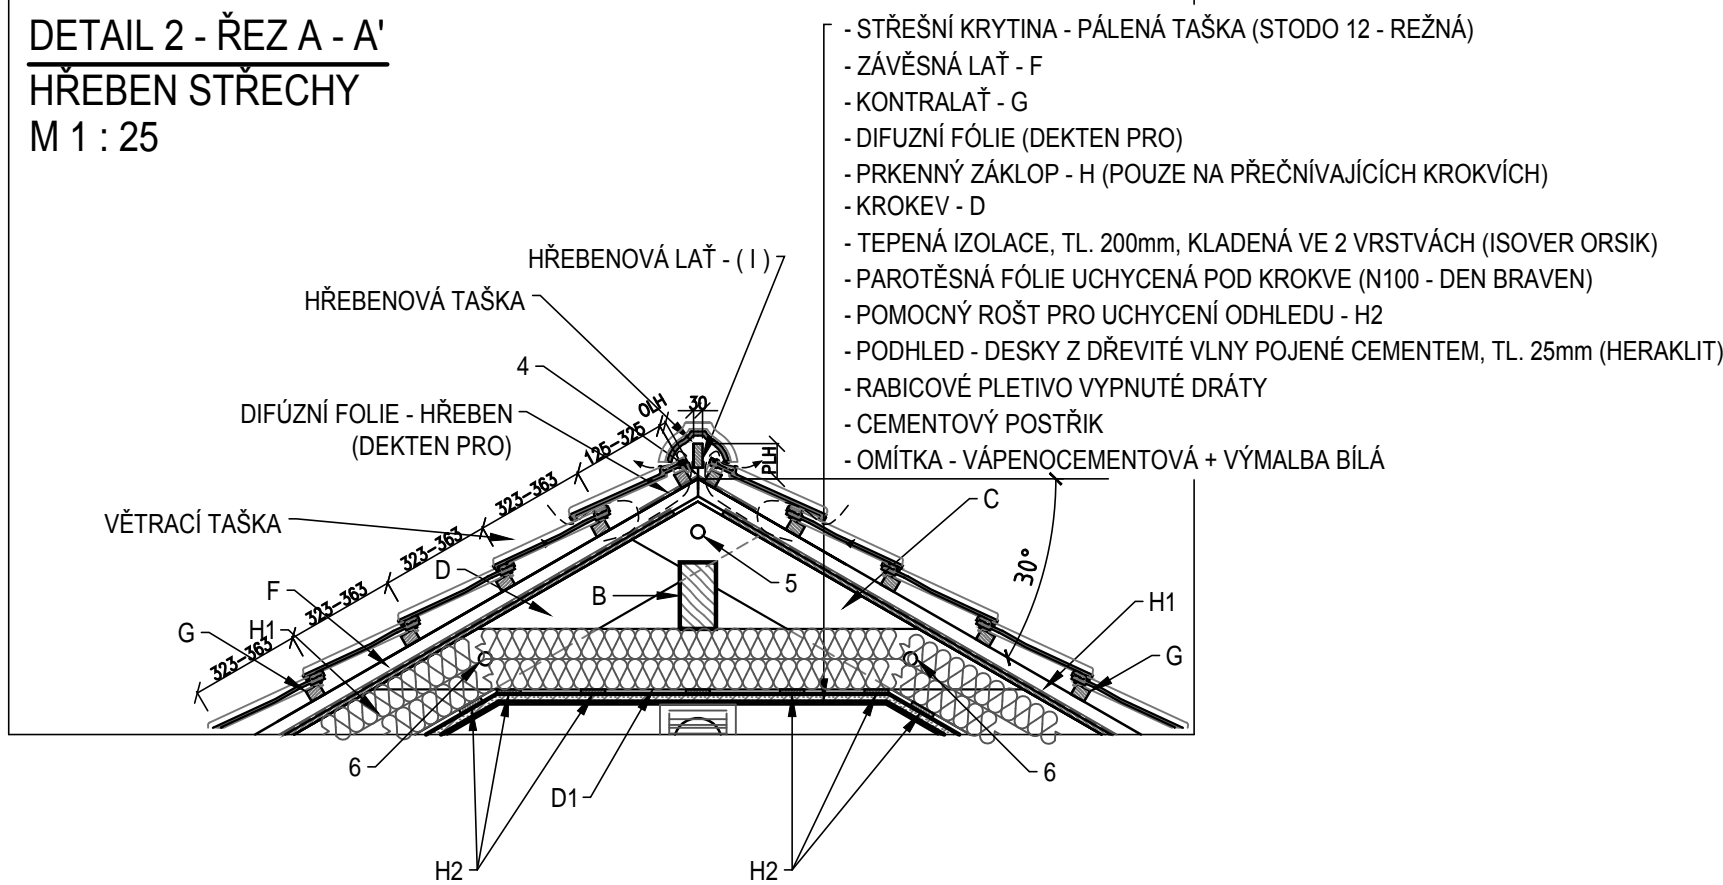 DETAIL 2 - ŘEZ A - A'
HŘEBEN STŘECHY
M 1 : 25
- STŘEŠNÍ KRYTINA - PÁLENÁ TAŠKA (STODO 12 - REŽNÁ)
- ZÁVĚSNÁ LAŤ - F
- KONTRALAŤ - G
- DIFUZNÍ FÓLIE (DEKTEN PRO)
- PRKENNÝ ZÁKLOP - H (POUZE NA PŘEČNÍVAJÍCÍCH KROKVÍCH)
- KROKEV - D
- TEPENÁ IZOLACE, TL. 200mm, KLADENÁ VE 2 VRSTVÁCH (ISOVER ORSIK)
- PAROTĚSNÁ FÓLIE UCHYCENÁ POD KROKVE (N100 - DEN BRAVEN)
- POMOCNÝ ROŠT PRO UCHYCENÍ ODHLEDU - H2
- PODHLED - DESKY Z DŘEVITÉ VLNY POJENÉ CEMENTEM, TL. 25mm (HERAKLIT)
- RABICOVÉ PLETIVO VYPNUTÉ DRÁTY
- CEMENTOVÝ POSTŘIK
- OMÍTKA - VÁPENOCEMENTOVÁ + VÝMALBA BÍLÁ
HŘEBENOVÁ LAŤ - ( I )
HŘEBENOVÁ TAŠKA
4
DIFÚZNÍ FOLIE - HŘEBEN
(DEKTEN PRO)
OLH
30
PLH
125-325
323-363
323-363
323-363
323-363
VĚTRACÍ TAŠKA
C
30°
D
5
B
F
H1
G
H1
G
6
6
D1
H2
H2